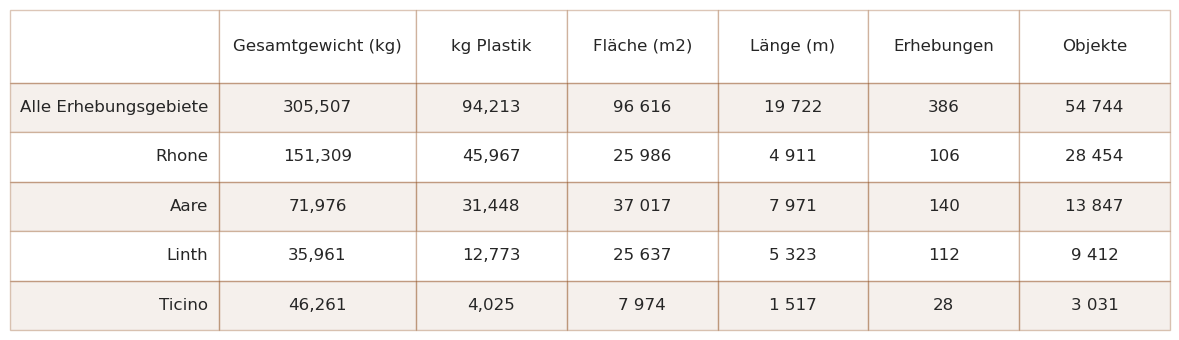 Gesamtgewicht (kg) kg Plastik Fläche (m2) Länge (m) Erhebungen Objekte
Alle Erhebungsgebiete 305,507 94,213 96 616 19 722 386 54 744
Rhone 151,309 45,967 25 986 4 911 106 28 454
Aare 71,976 31,448 37 017 7 971 140 13 847
Linth 35,961 12,773 25 637 5 323 112 9 412
Ticino 46,261 4,025 7 974 1 517 28 3 031